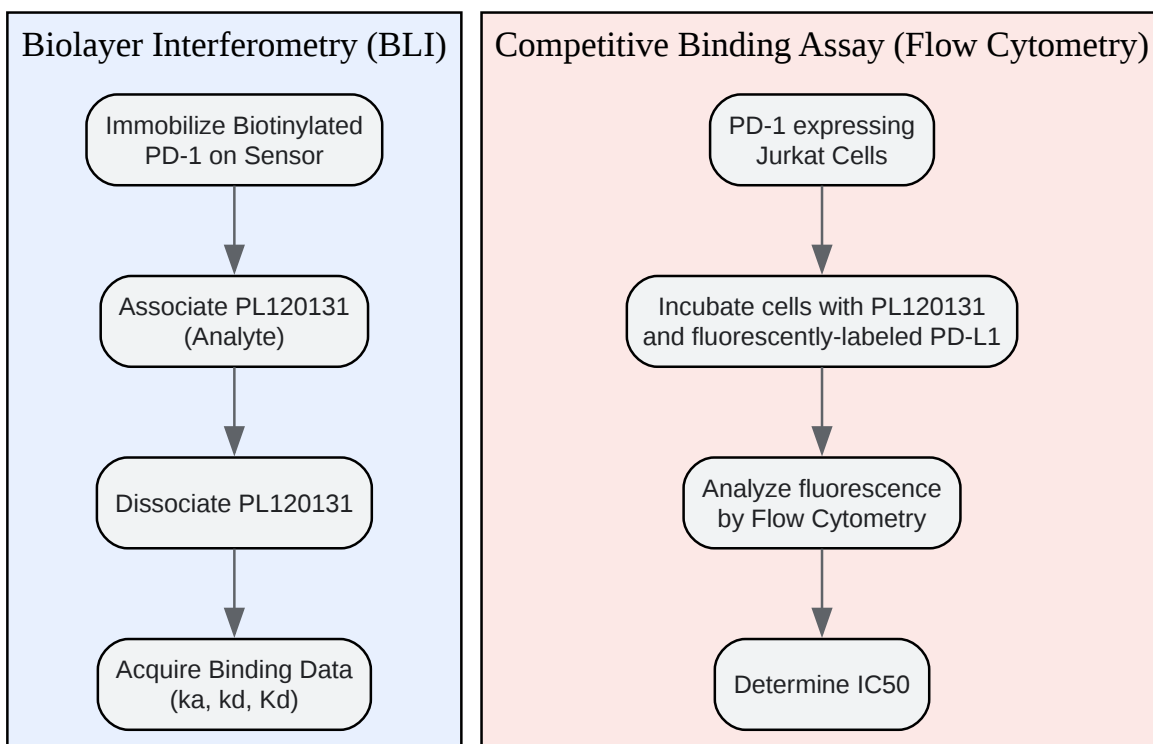 Biolayer Interferometry (BLI)
Immobilize Biotinylated
PD-1 on Sensor
Associate PL120131
(Analyte)
Dissociate PL120131
Acquire Binding Data
(ka, kd, Kd)
Competitive Binding Assay (Flow Cytometry)
PD-1 expressing
Jurkat Cells
Incubate cells with PL120131
and fluorescently-labeled PD-L1
Analyze fluorescence
by Flow Cytometry
Determine IC50